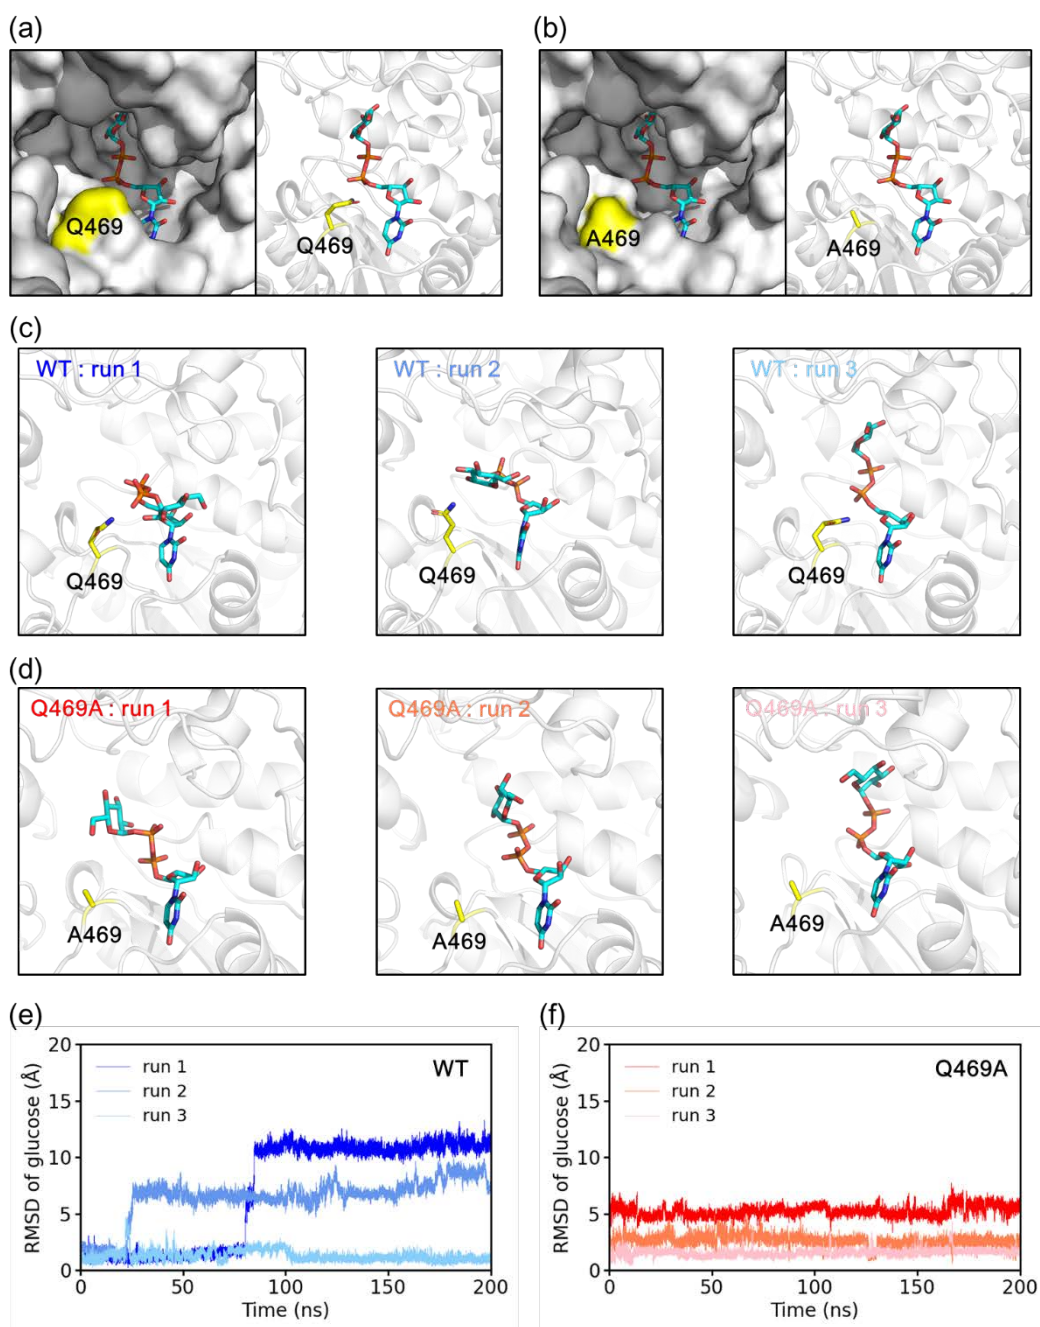 (a)
(b)
Q469
Q469
A469
A469
(c)
WT : run 1
WT : run 2
WT : run 3
Q469
Q469
Q469
(d)
Q469A : run 1
Q469A : run 2
Q469A : run 3
A469
A469
A469
(e)
(f)
20
15
10
5
0
RMSD of glucose (Å)
run 1
run 2
run 3
WT
0
50
100
150
200
Time (ns)
20
15
10
5
0
RMSD of glucose (Å)
run 1
run 2
run 3
Q469A
0
50
100
150
200
Time (ns)